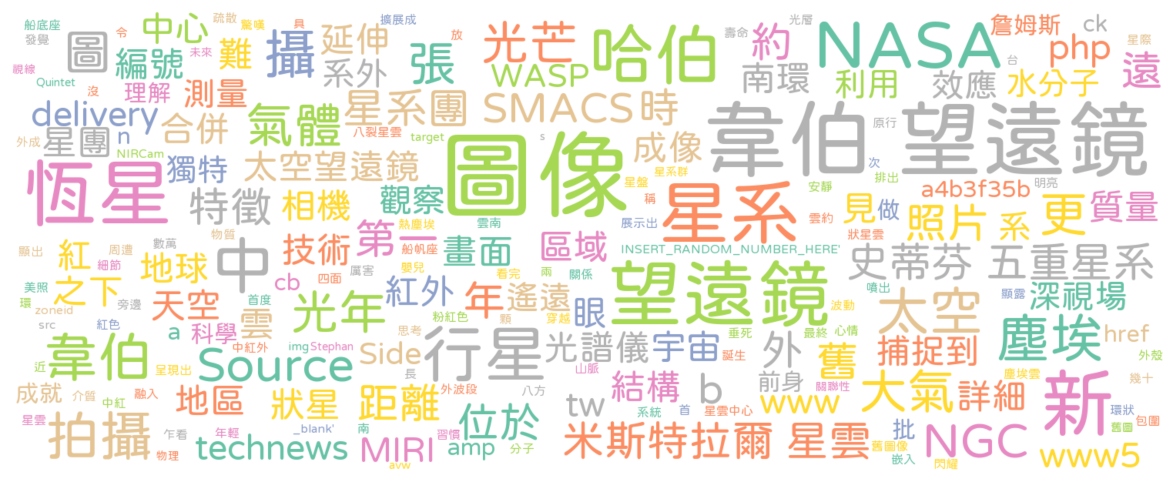 船底座 疏散 驚嘆 具 擴展成 放 壽命 光層 詹姆斯 ck 星際
發覺 圖 中心 令 未來 難 攝 延伸 張 光芒 哈伯 約 NASA php 遠
視線 編號 系外 WASP 南環 利用 效應 台 水分子
Quintet 沒 理解 測量 星系團 SMACS 時
delivery 合併 氣體 八裂星雲 target s 成像 韋伯 望遠鏡 原行
外成 星團 n 獨特 太空望遠鏡 圖像 星系群 次 排出 明亮
NIRCam 恆星 觀察 星盤 稱 星系 安靜 a4b3f35b 質量
特徵 相機 雲南 展示出 雲約 見 做 照片 系 更
熱塵埃 第一 船帆座 畫面 區域 INSERT_RANDOM_NUMBER_HERE' 狀星雲
顯出 周遭 物質 數萬 中 技術 史蒂芬 五重星系
紅 細節 地球 厲害 四面 嬰兒 看完 兩 關係 望遠鏡 噴出 顯露 深視場
美照 之下 旁邊 首度 cb 紅外 年 遙遠 眼 波動 太空
環 zoneid 天空 雲 光年 粉紅色 顆 穿越 垂死 最終 心情 塵埃 href
src 紅色 a 科學 思考 行星 光譜儀 宇宙 外 舊 捕捉到 外殼
近 韋伯 中紅外 img Stephan Side 山脈 誕生 前身 塵埃雲
呈現出 Source 長 結構 b 關聯性 大氣 詳細 新 幾十
成就 介質 融入 地區 狀星 距離 外波段 八方 tw www 環狀
星雲 中紅 _blank' 南 位於 系統 首 星雲中心 批 舊圖 包圍
拍攝 乍看 年輕 習慣 米斯特拉爾 星雲 舊圖像 NGC
物理 technews MIRI amp 分子 嵌入 閃耀 www5
avw